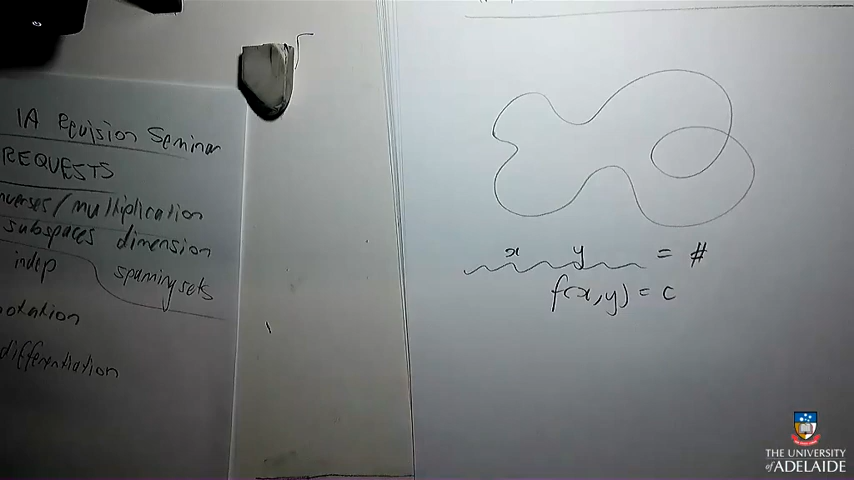 1A Revision Seminar
REQUESTS
nverses/multiplication
subspaces dimension
indep spanning sets
otation
differentiation
x y = #
f(x,y) = c
THE UNIVERSITY
of ADELAIDE